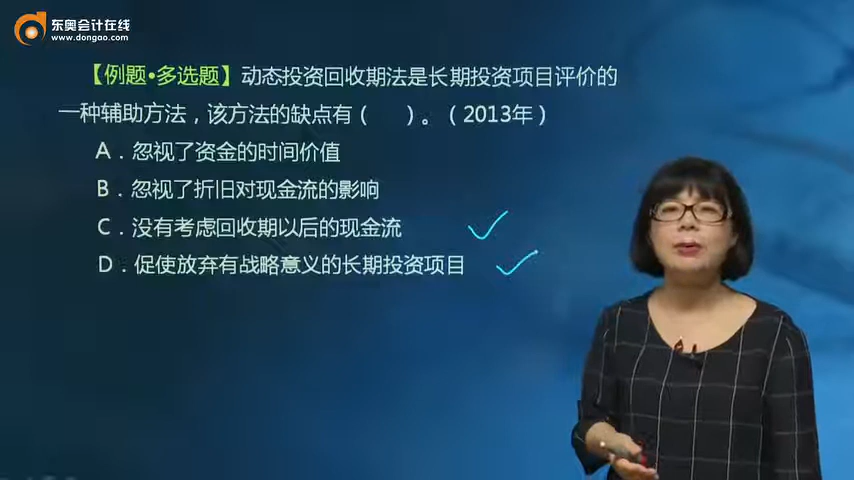 东奥会计在线
www.dongao.com
【例题•多选题】动态投资回收期法是长期投资项目评价的
一种辅助方法，该方法的缺点有（ ）。（2013年）
A．忽视了资金的时间价值
B．忽视了折旧对现金流的影响
C．没有考虑回收期以后的现金流
D．促使放弃有战略意义的长期投资项目